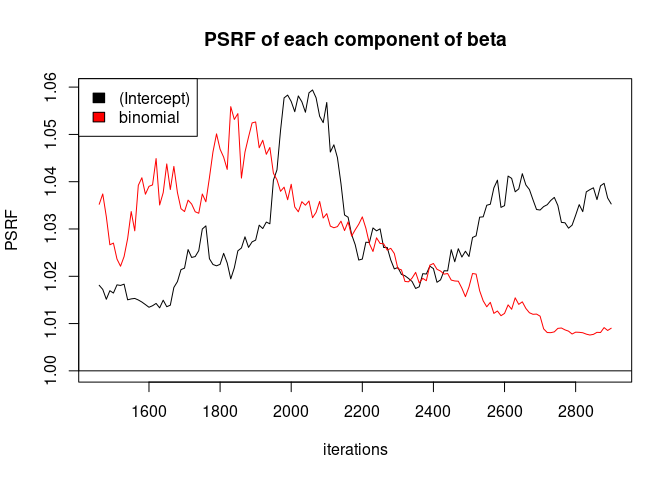 PSRF of each component of beta
(Intercept)
binomial
PSRF
1.06
1.05
1.04
1.03
1.02
1.01
1.00
1600 1800 2000 2200 2400 2600 2800
iterations